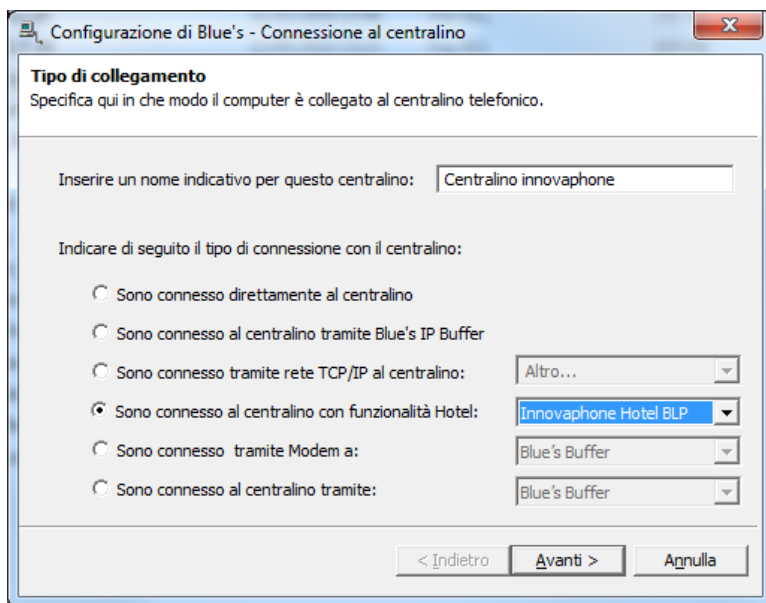 Configurazione di Blue's - Connessione al centralino
Tipo di collegamento
Specifica qui in che modo il computer è collegato al centralino telefonico.
Inserire un nome indicativo per questo centralino: Centralino innovaphone
Indicare di seguito il tipo di connessione con il centralino:
Sono connesso direttamente al centralino
Sono connesso al centralino tramite Blue's IP Buffer
Sono connesso tramite rete TCP/IP al centralino: Altro...
Sono connesso al centralino con funzionalità Hotel: Innovaphone Hotel BLP
Sono connesso tramite Modem a: Blue's Buffer
Sono connesso al centralino tramite: Blue's Buffer
< Indietro Avanti > Annulla